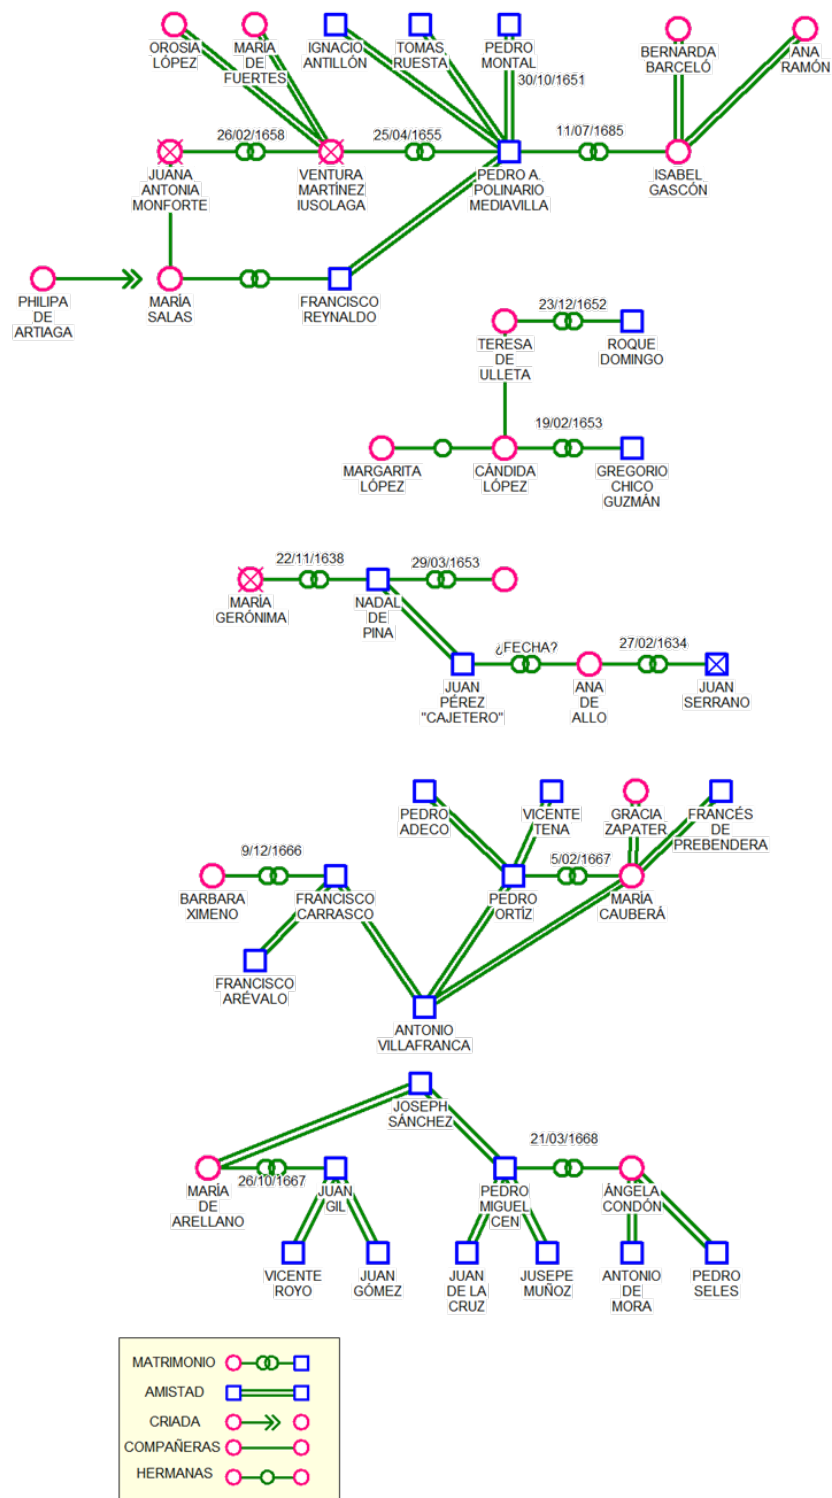 OROSIA
LÓPEZ
MARÍA
DE
FUERTES
IGNACIO
ANTILLÓN
TOMAS
RUESTA
PEDRO
MONTAL
30/10/1651
BERNARDA
BARCELÓ
ANA
RAMÓN
26/02/1658
25/04/1655
11/07/1685
JUANA
ANTONIA
MONFORTE
VENTURA
MARTÍNEZ
IUSOLAGA
PEDRO A.
POLINARIO
MEDIAVILLA
ISABEL
GASCÓN
PHILIPA
DE
ARTIAGA
MARÍA
SALAS
FRANCISCO
REYNALDO
23/12/1652
TERESA
DE
ULLETA
ROQUE
DOMINGO
19/02/1653
MARGARITA
LÓPEZ
CÁNDIDA
LÓPEZ
GREGORIO
CHICO
GUZMÁN
22/11/1638
29/03/1653
MARÍA
GERÓNIMA
NADAL
DE
PINA
¿FECHA?
27/02/1634
JUAN
PÉREZ
"CAJETERO"
ANA
DE
ALLO
JUAN
SERRANO
PEDRO
ADECO
VICENTE
TENA
GRACIA
ZAPATER
FRANCÉS
DE
PREBENDERA
9/12/1666
5/02/1667
BARBARA
XIMENO
FRANCISCO
CARRASCO
PEDRO
ORTÍZ
MARÍA
CAUBERÁ
FRANCISCO
ARÉVALO
ANTONIO
VILLAFRANCA
JOSEPH
SÁNCHEZ
26/10/1667
21/03/1668
MARÍA
DE
ARELLANO
JUAN
GIL
PEDRO
MIGUEL
CEN
ÁNGELA
CONDÓN
VICENTE
ROYO
JUAN
GÓMEZ
JUAN
DE LA
CRUZ
JUSEPE
MUÑOZ
ANTONIO
DE
MORA
PEDRO
SELES
MATRIMONIO
AMISTAD
CRIADA
COMPAÑERAS
HERMANAS